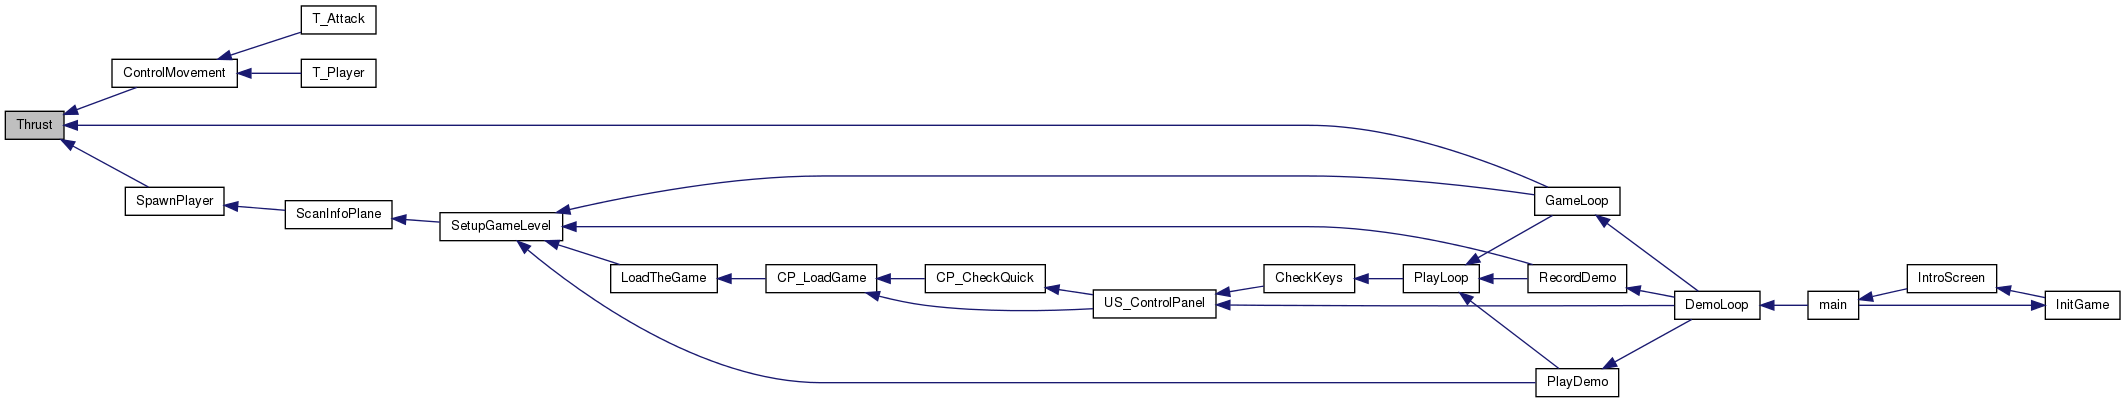 T_Attack
ControlMovement
T_Player
Thrust
SpawnPlayer
ScanInfoPlane
SetupGameLevel
LoadTheGame
CP_LoadGame
CP_CheckQuick
US_ControlPanel
CheckKeys
PlayLoop
GameLoop
RecordDemo
PlayDemo
DemoLoop
main
IntroScreen
InitGame